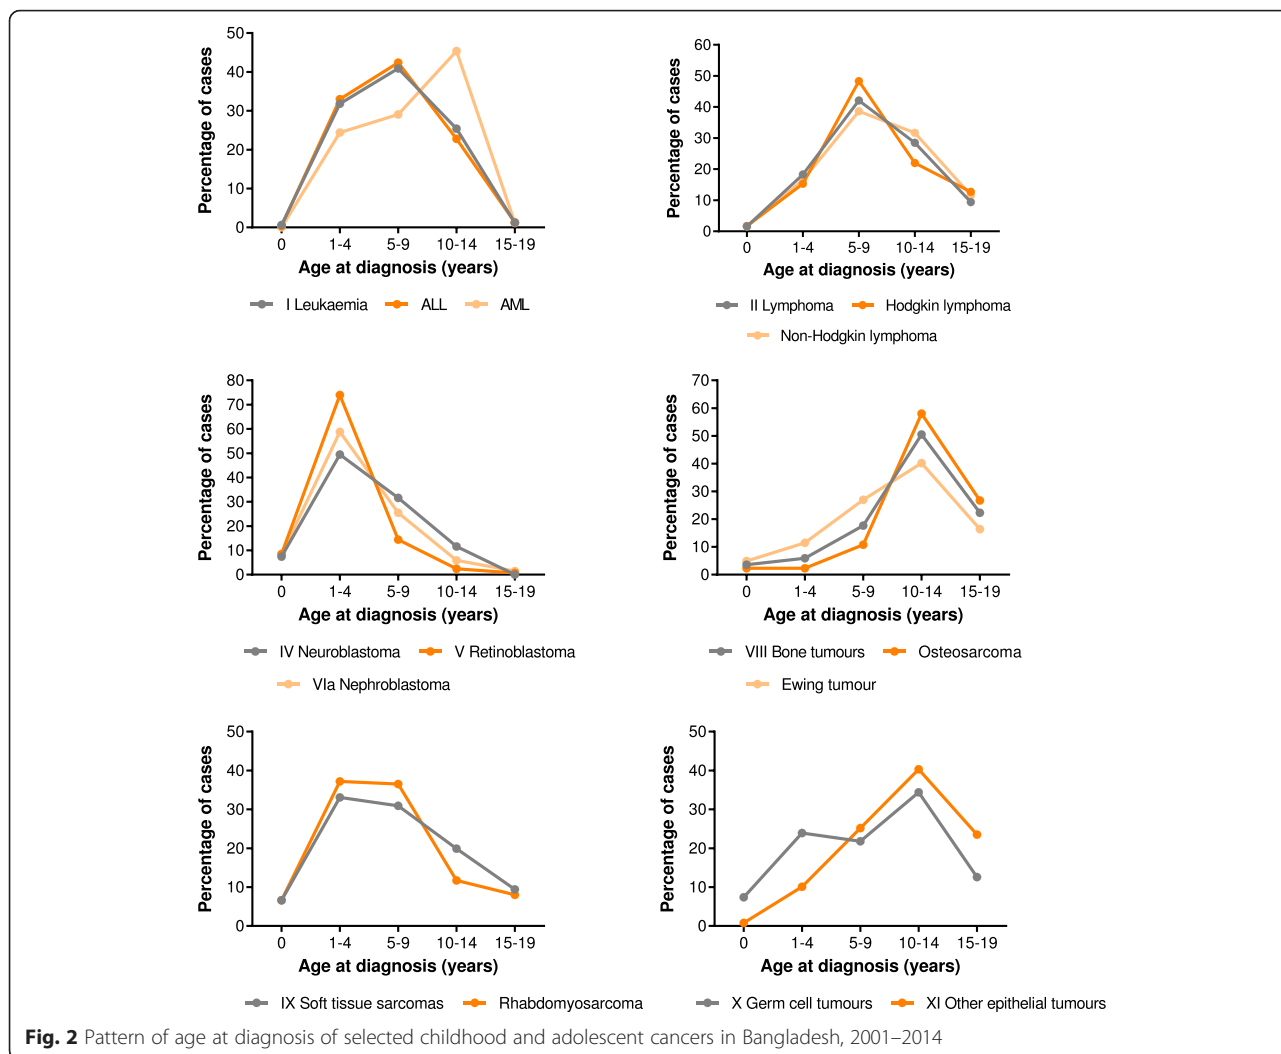 50
40
30
20
10
0
Percentage of cases
0 1-4 5-9 10-14 15-19
Age at diagnosis (years)
I Leukaemia ALL AML
60
50
40
30
20
10
0
Percentage of cases
0 1-4 5-9 10-14 15-19
Age at diagnosis (years)
II Lymphoma Hodgkin lymphoma
Non-Hodgkin lymphoma
80
70
60
50
40
30
20
10
0
Percentage of cases
0 1-4 5-9 10-14 15-19
Age at diagnosis (years)
IV Neuroblastoma V Retinoblastoma
VIa Nephroblastoma
70
60
50
40
30
20
10
0
Percentage of cases
0 1-4 5-9 10-14 15-19
Age at diagnosis (years)
VIII Bone tumours Osteosarcoma
Ewing tumour
50
40
30
20
10
0
Percentage of cases
0 1-4 5-9 10-14 15-19
Age at diagnosis (years)
IX Soft tissue sarcomas Rhabdomyosarcoma
50
40
30
20
10
0
Percentage of cases
0 1-4 5-9 10-14 15-19
Age at diagnosis (years)
X Germ cell tumours XI Other epithelial tumours
Fig. 2 Pattern of age at diagnosis of selected childhood and adolescent cancers in Bangladesh, 2001–2014